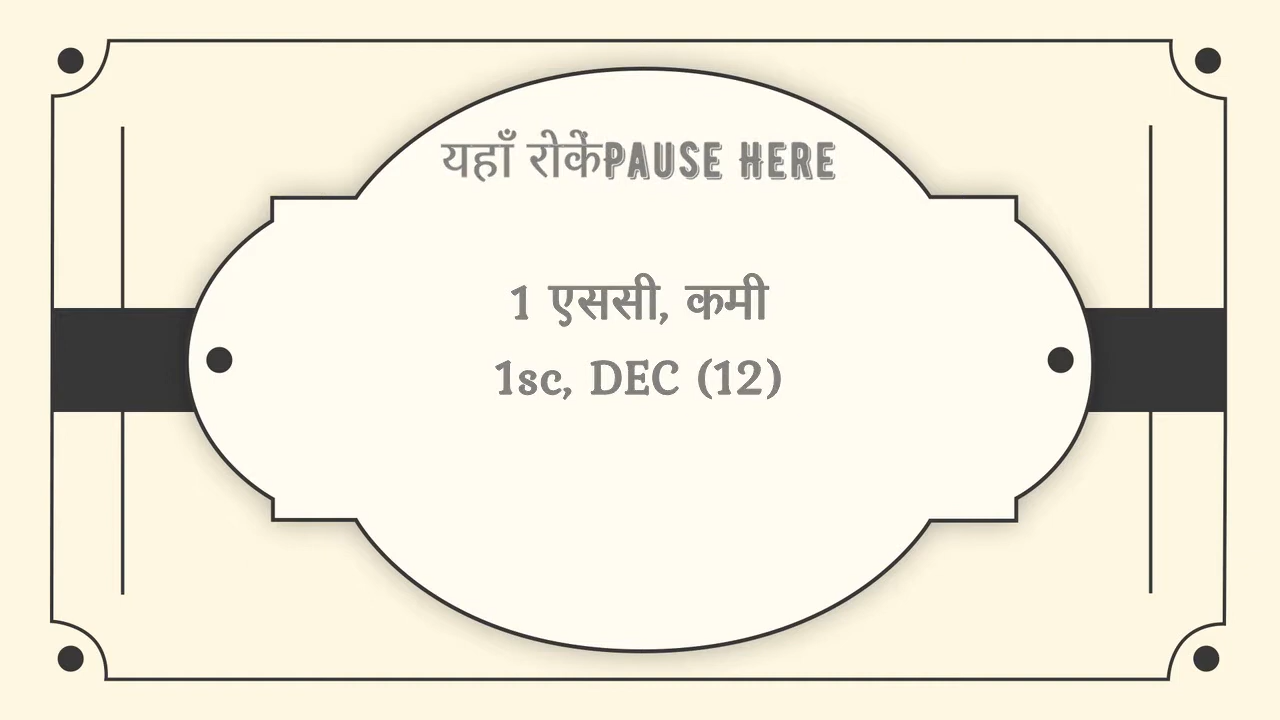 यहाँ रोकेंPAUSE HERE
1 एससी, कमी
1sc, DEC (12)